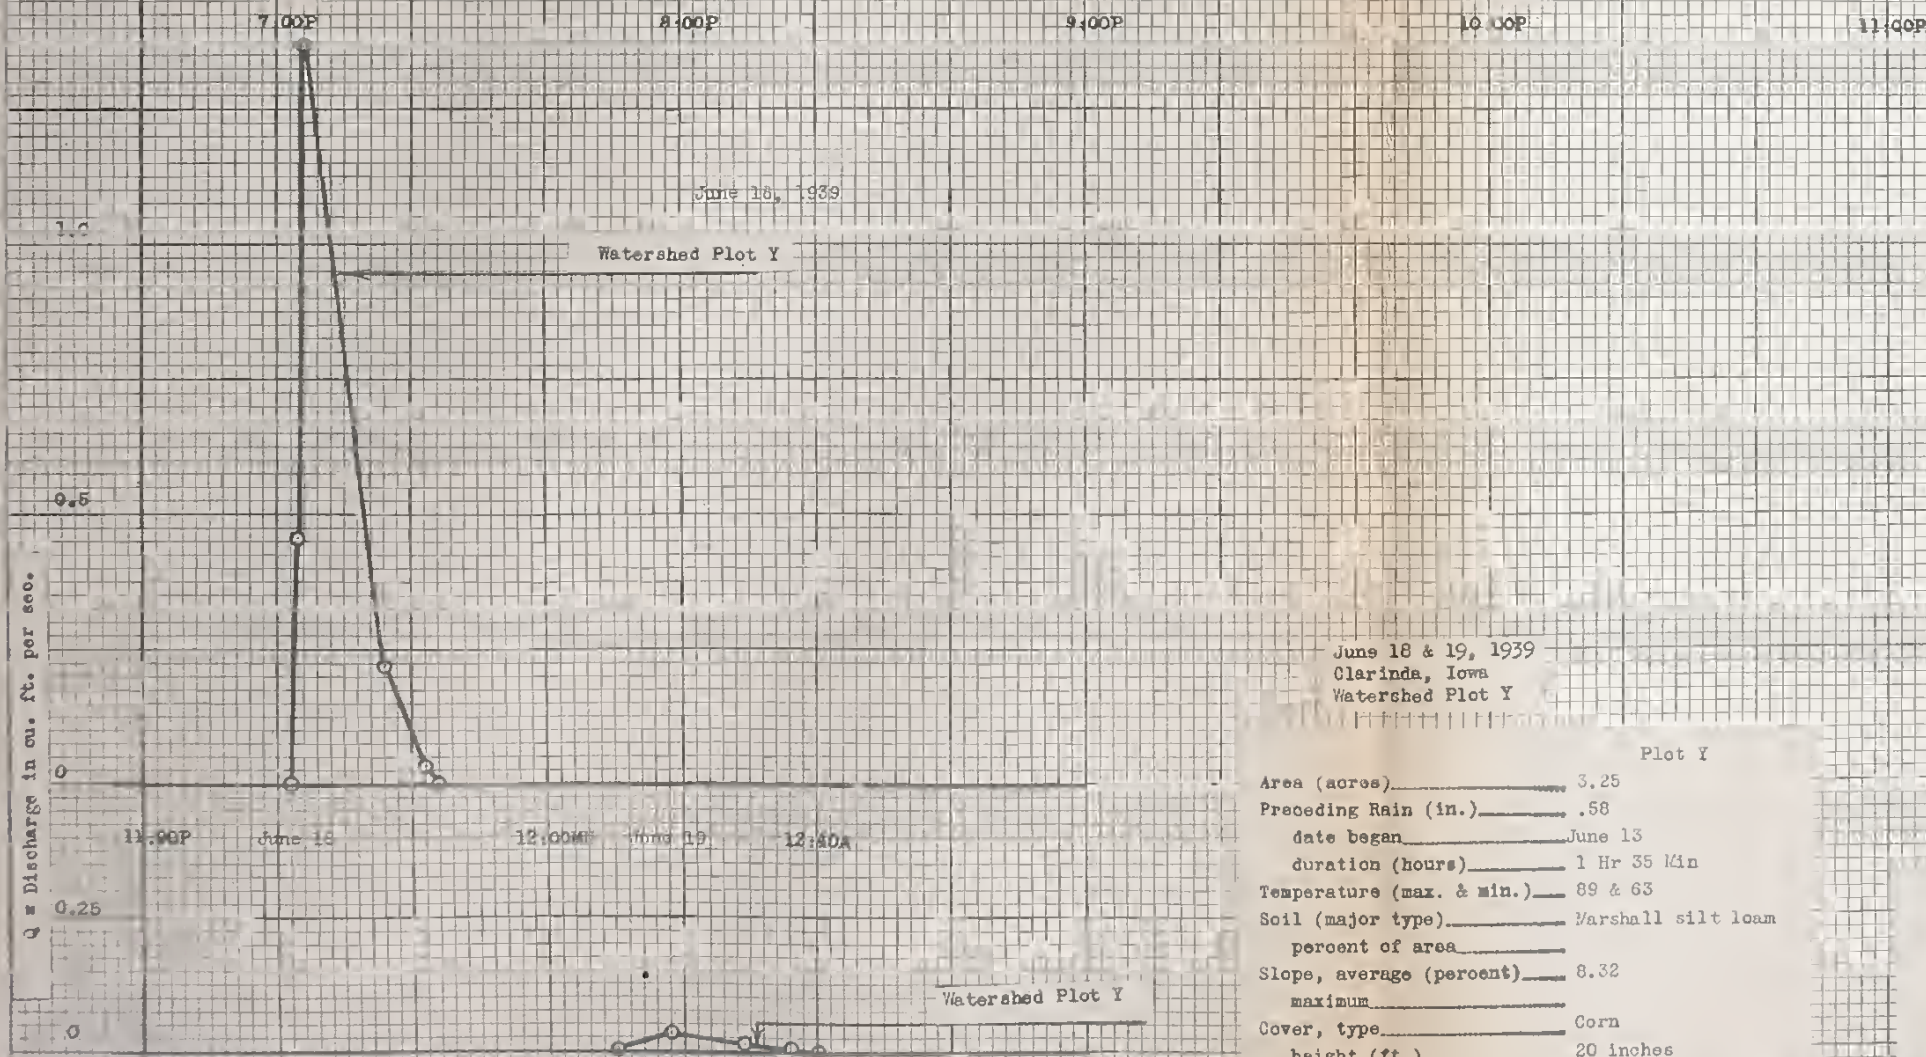 7:00P 8:00P 9:00P 10:00P 11:00P
June 18, 1939
1.0
Watershed Plot Y
0.5
Q = Discharge in cu. ft. per sec.
0
June 18 & 19, 1939
Clarinda, Iowa
Watershed Plot Y
11:00P June 18 12:00M 19 12:40A
0.25
Watershed Plot Y
0
Plot Y
Area (acres) 3.25
Preceding Rain (in.) .58
date began June 13
duration (hours) 1 Hr 35 Min
Temperature (max. & min.) 89 & 63
Soil (major type) Marshall silt loam
percent of area
Slope, average (percent) 8.32
maximum
Cover, type Corn
height (ft.) 20 inches